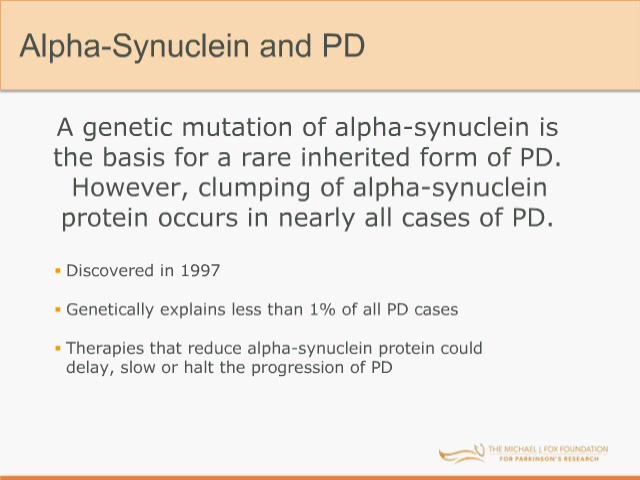 Alpha-Synuclein and PD
A genetic mutation of alpha-synuclein is
the basis for a rare inherited form of PD.
However, clumping of alpha-synuclein
protein occurs in nearly all cases of PD.
▪ Discovered in 1997
▪ Genetically explains less than 1% of all PD cases
▪ Therapies that reduce alpha-synuclein protein could
delay, slow or halt the progression of PD
THE MICHAEL J. FOX FOUNDATION
FOR PARKINSON'S RESEARCH